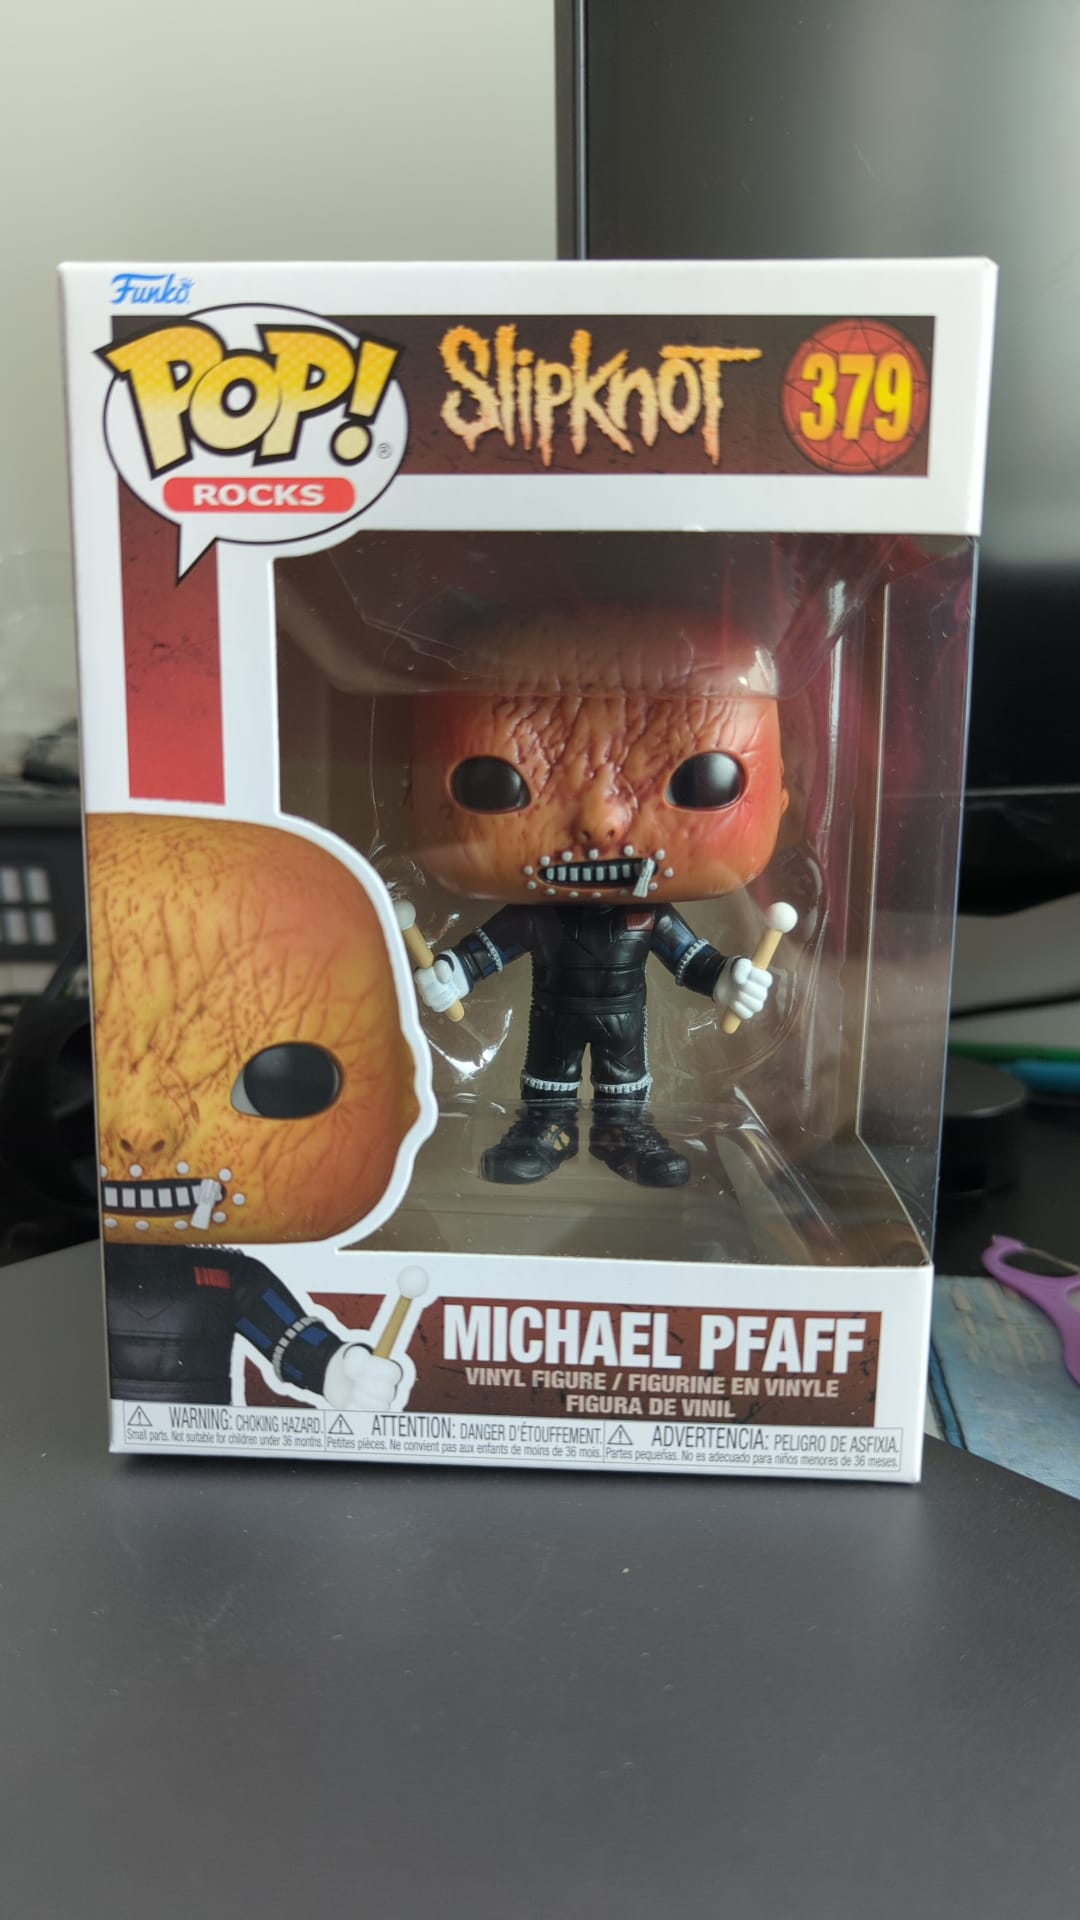 Funko
POP!®
ROCKS
Slipknot
379
MICHAEL PFAFF
VINYL FIGURE / FIGURINE EN VINYLE
FIGURA DE VINIL
WARNING: CHOKING HAZARD.
Small parts. Not suitable for children under 36 months.
ATTENTION: DANGER D'ÉTOUFFEMENT.
Petites pièces. Ne convient pas aux enfants de moins de 36 mois.
ADVERTENCIA: PELIGRO DE ASFIXIA.
Partes pequeñas. No es adecuado para niños menores de 36 meses.